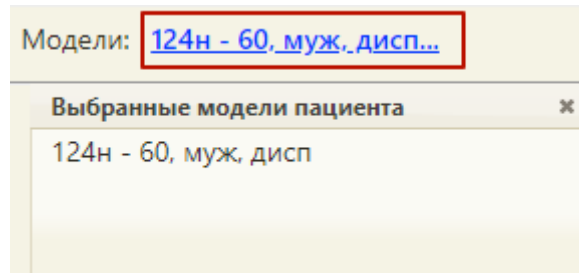 Модели: 124н - 60, муж, дисп...
Выбранные модели пациента
124н - 60, муж, дисп